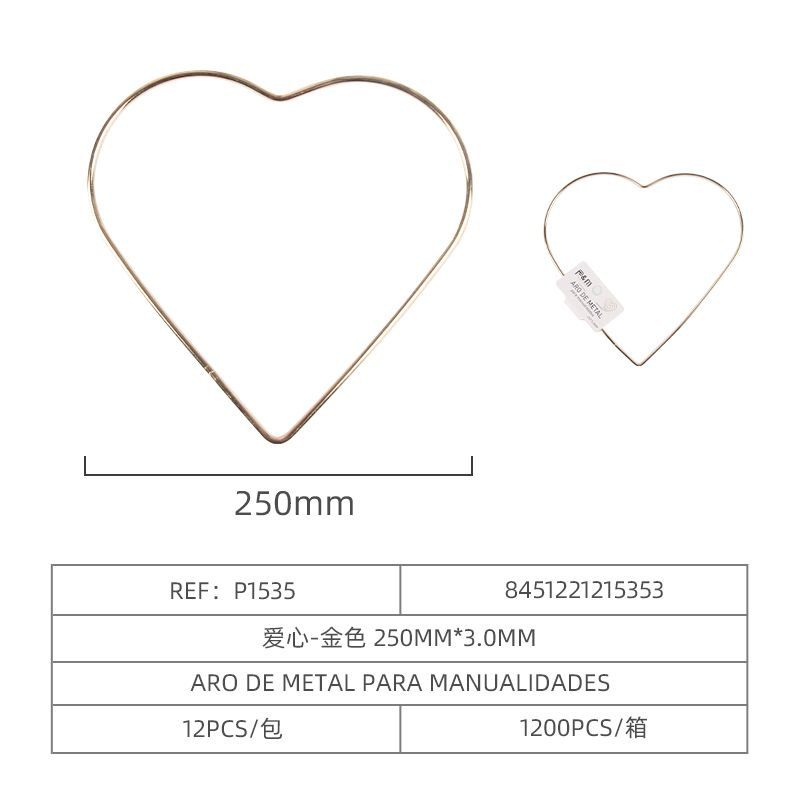 F&M
ARO DE METAL
250mm
REF: P1535
8451221215353
爱心-金色 250MM*3.0MM
ARO DE METAL PARA MANUALIDADES
12PCS/包
1200PCS/箱